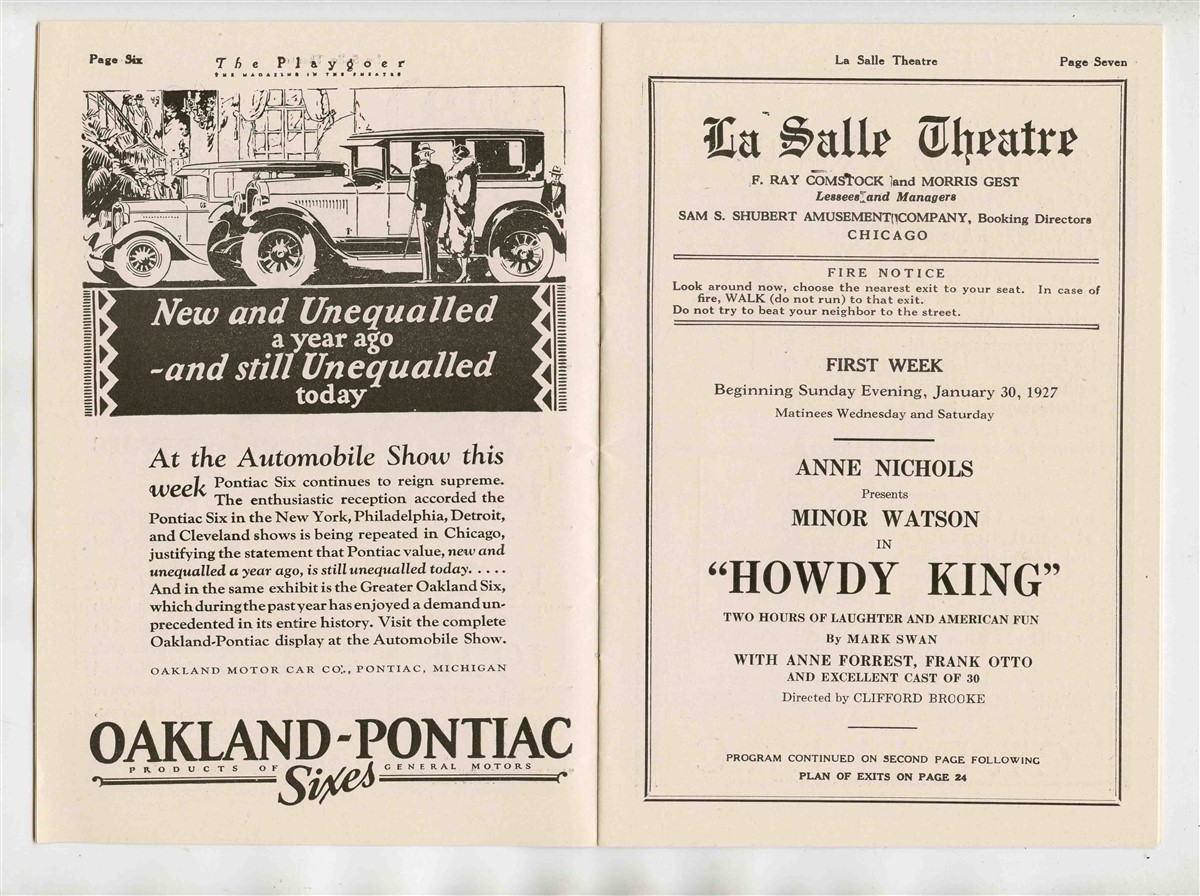 Page Six
The Playgoer
THE MAGAZINE IN THE THEATRE
New and Unequalled
a year ago
-and still Unequalled
today
At the Automobile Show this
week Pontiac Six continues to reign supreme.
The enthusiastic reception accorded the
Pontiac Six in the New York, Philadelphia, Detroit,
and Cleveland shows is being repeated in Chicago,
justifying the statement that Pontiac value, new and
unequalled a year ago, is still unequalled today.....
And in the same exhibit is the Greater Oakland Six,
which during the past year has enjoyed a demand un-
precedented in its entire history. Visit the complete
Oakland-Pontiac display at the Automobile Show.
OAKLAND MOTOR CAR CO., PONTIAC, MICHIGAN
OAKLAND-PONTIAC
PRODUCTS OF GENERAL MOTORS
Sixes
La Salle Theatre
Page Seven
La Salle Theatre
F. RAY COMSTOCK and MORRIS GEST
Lessees and Managers
SAM S. SHUBERT AMUSEMENT COMPANY, Booking Directors
CHICAGO
FIRE NOTICE
Look around now, choose the nearest exit to your seat. In case of
fire, WALK (do not run) to that exit.
Do not try to beat your neighbor to the street.
FIRST WEEK
Beginning Sunday Evening, January 30, 1927
Matinees Wednesday and Saturday
ANNE NICHOLS
Presents
MINOR WATSON
IN
“HOWDY KING”
TWO HOURS OF LAUGHTER AND AMERICAN FUN
By MARK SWAN
WITH ANNE FORREST, FRANK OTTO
AND EXCELLENT CAST OF 30
Directed by CLIFFORD BROOKE
PROGRAM CONTINUED ON SECOND PAGE FOLLOWING
PLAN OF EXITS ON PAGE 24